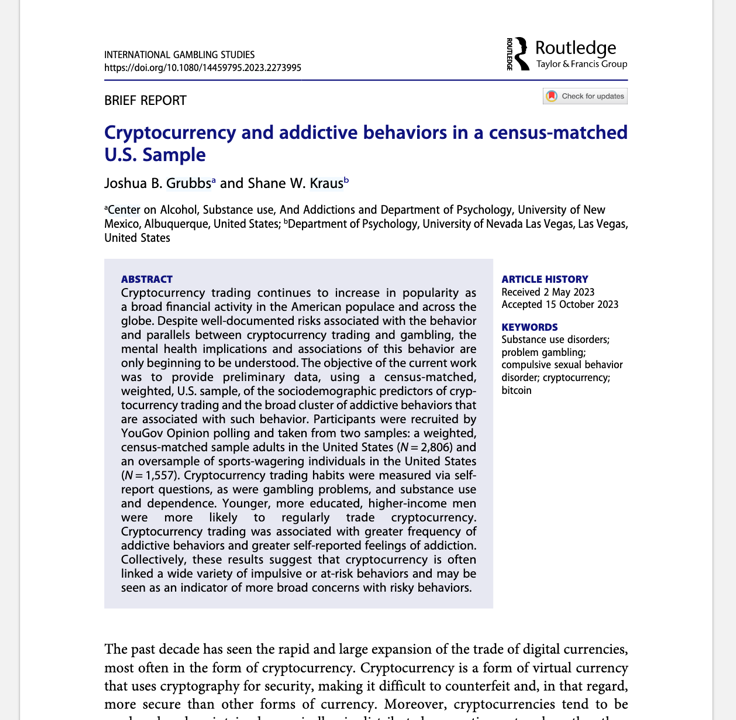 INTERNATIONAL GAMBLING STUDIES
https://doi.org/10.1080/14459795.2023.2273995
ROUTLEDGE
Routledge
Taylor & Francis Group
BRIEF REPORT
Check for updates
Cryptocurrency and addictive behaviors in a census-matched
U.S. Sample
Joshua B. Grubbsa and Shane W. Krausb
aCenter on Alcohol, Substance use, And Addictions and Department of Psychology, University of New
Mexico, Albuquerque, United States; bDepartment of Psychology, University of Nevada Las Vegas, Las Vegas,
United States
ABSTRACT
Cryptocurrency trading continues to increase in popularity as
a broad financial activity in the American populace and across the
globe. Despite well-documented risks associated with the behavior
and parallels between cryptocurrency trading and gambling, the
mental health implications and associations of this behavior are
only beginning to be understood. The objective of the current work
was to provide preliminary data, using a census-matched,
weighted, U.S. sample, of the sociodemographic predictors of cryp-
tocurrency trading and the broad cluster of addictive behaviors that
are associated with such behavior. Participants were recruited by
YouGov Opinion polling and taken from two samples: a weighted,
census-matched sample adults in the United States (N = 2,806) and
an oversample of sports-wagering individuals in the United States
(N = 1,557). Cryptocurrency trading habits were measured via self-
report questions, as were gambling problems, and substance use
and dependence. Younger, more educated, higher-income men
were more likely to regularly trade cryptocurrency.
Cryptocurrency trading was associated with greater frequency of
addictive behaviors and greater self-reported feelings of addiction.
Collectively, these results suggest that cryptocurrency is often
linked a wide variety of impulsive or at-risk behaviors and may be
seen as an indicator of more broad concerns with risky behaviors.
ARTICLE HISTORY
Received 2 May 2023
Accepted 15 October 2023
KEYWORDS
Substance use disorders;
problem gambling;
compulsive sexual behavior
disorder; cryptocurrency;
bitcoin
The past decade has seen the rapid and large expansion of the trade of digital currencies,
most often in the form of cryptocurrency. Cryptocurrency is a form of virtual currency
that uses cryptography for security, making it difficult to counterfeit and, in that regard,
more secure than other forms of currency. Moreover, cryptocurrencies tend to be